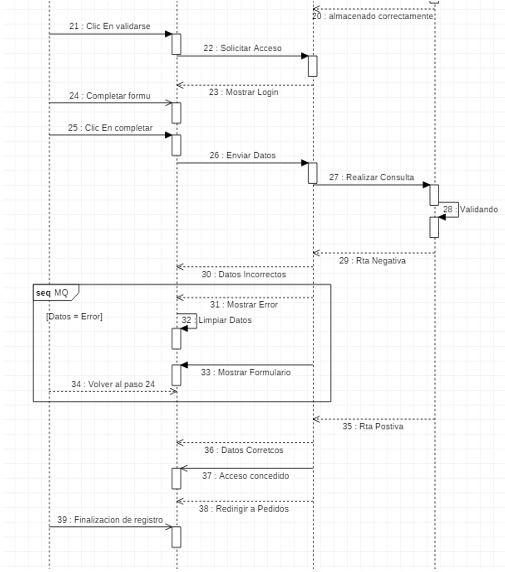 20 : almacenado correctamente
21 : Clic En validarse
22 : Solicitar Acceso
23 : Mostrar Login
24 : Completar formu
25 : Clic En completar
26 : Enviar Datos
27 : Realizar Consulta
28 : Validando
29 : Rta Negativa
30 : Datos Incorrectos
seq MQ
31 : Mostrar Error
[Datos = Error]
32 : Limpiar Datos
33 : Mostrar Formulario
34 : Volver al paso 24
35 : Rta Postiva
36 : Datos Corretcos
37 : Acceso concedido
38 : Redirigir a Pedidos
39 : Finalizacion de registro